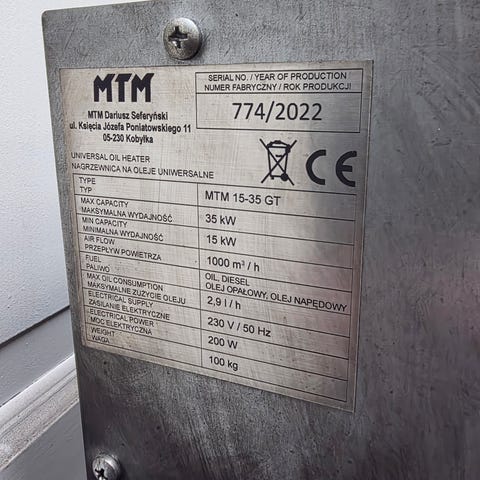 MTM
MTM Dariusz Seferyński
ul. Księcia Józefa Poniatowskiego 11
05-230 Kobyłka
SERIAL NO. / YEAR OF PRODUCTION
NUMER FABRYCZNY / ROK PRODUKCJI
774/2022
CE
UNIVERSAL OIL HEATER
NAGRZEWNICA NA OLEJE UNIWERSALNE
TYPE
TYP
MTM 15-35 GT
MAX CAPACITY
MAKSYMALNA WYDAJNOŚĆ
35 kW
MIN CAPACITY
MINIMALNA WYDAJNOŚĆ
15 kW
AIR FLOW
PRZEPŁYW POWIETRZA
1000 m³ / h
FUEL
PALIWO
OIL, DIESEL
OLEJ OPAŁOWY, OLEJ NAPĘDOWY
MAX OIL CONSUMPTION
MAKSYMALNE ZUŻYCIE OLEJU
2,9 l / h
ELECTRICAL SUPPLY
ZASILANIE ELEKTRYCZNE
230 V / 50 Hz
ELECTRICAL POWER
MOC ELEKTRYCZNA
200 W
WEIGHT
WAGA
100 kg